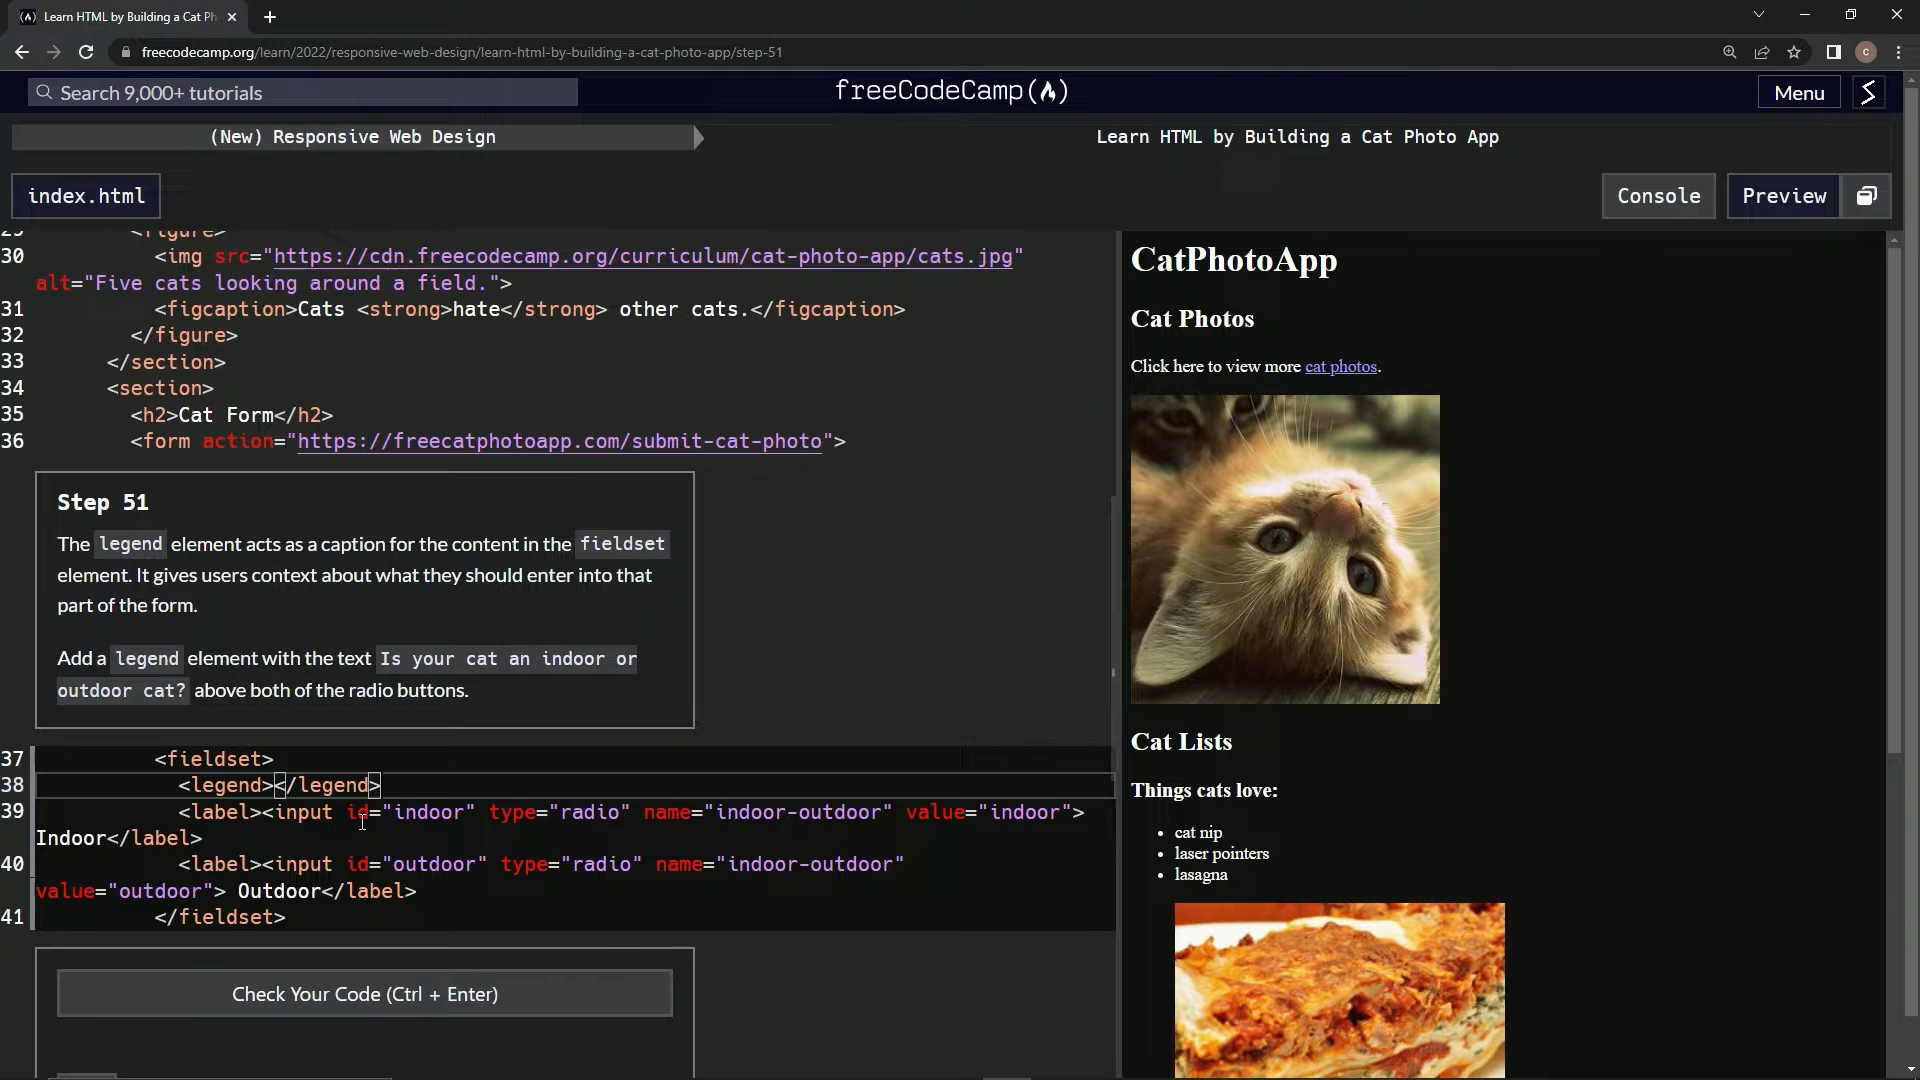 Learn HTML by Building a Cat Ph
freecodecamp.org/learn/2022/responsive-web-design/learn-html-by-building-a-cat-photo-app/step-51
C
Search 9,000+ tutorials
freeCodeCamp
Menu
(New) Responsive Web Design
Learn HTML by Building a Cat Photo App
index.html
Console
Preview
29 <figure>
30 <img src="https://cdn.freecodecamp.org/curriculum/cat-photo-app/cats.jpg"
alt="Five cats looking around a field.">
31 <figcaption>Cats <strong>hate</strong> other cats.</figcaption>
32 </figure>
33 </section>
34 <section>
35 <h2>Cat Form</h2>
36 <form action="https://freecatphotoapp.com/submit-cat-photo">
Step 51
The legend element acts as a caption for the content in the fieldset
element. It gives users context about what they should enter into that
part of the form.
Add a legend element with the text Is your cat an indoor or
outdoor cat? above both of the radio buttons.
37 <fieldset>
38 <legend></legend>
39 <label><input id="indoor" type="radio" name="indoor-outdoor" value="indoor">
Indoor</label>
40 <label><input id="outdoor" type="radio" name="indoor-outdoor"
value="outdoor"> Outdoor</label>
41 </fieldset>
Check Your Code (Ctrl + Enter)
CatPhotoApp
Cat Photos
Click here to view more cat photos.
Cat Lists
Things cats love:
• cat nip
• laser pointers
• lasagna